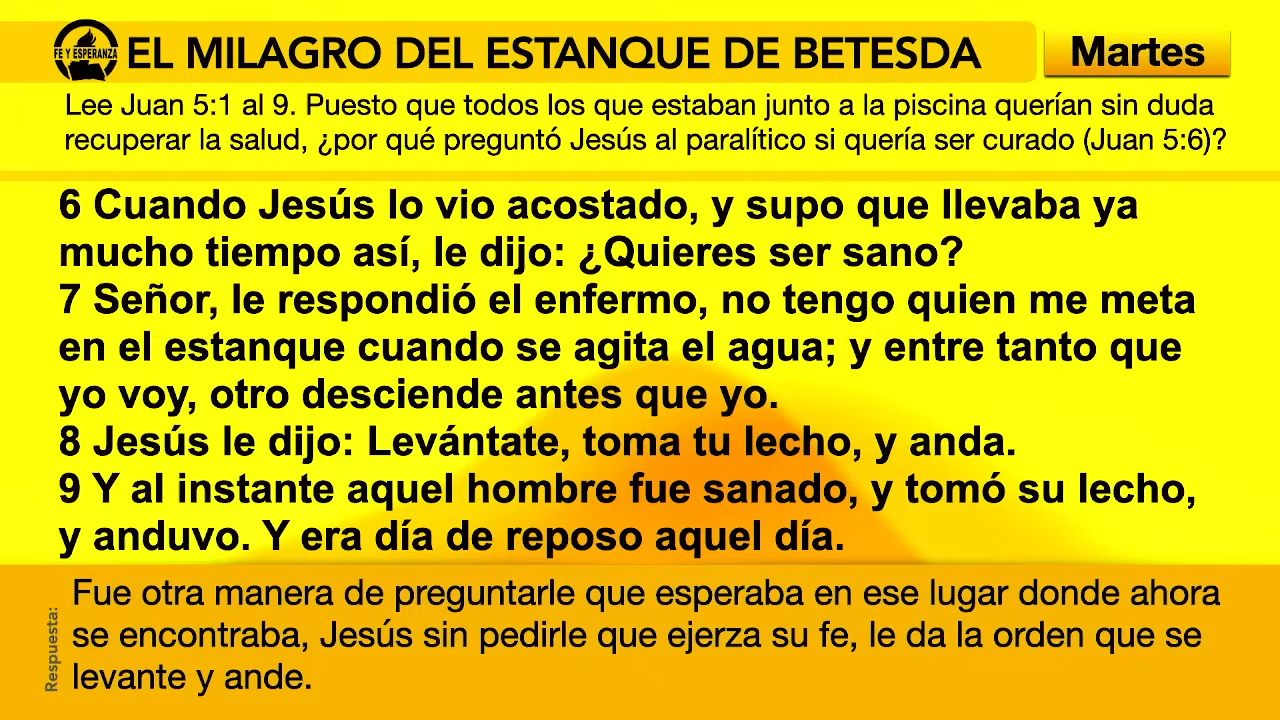 FE Y ESPERANZA
EL MILAGRO DEL ESTANQUE DE BETESDA
Martes
Lee Juan 5:1 al 9. Puesto que todos los que estaban junto a la piscina querían sin duda
recuperar la salud, ¿por qué preguntó Jesús al paralítico si quería ser curado (Juan 5:6)?
6 Cuando Jesús lo vio acostado, y supo que llevaba ya
mucho tiempo así, le dijo: ¿Quieres ser sano?
7 Señor, le respondió el enfermo, no tengo quien me meta
en el estanque cuando se agita el agua; y entre tanto que
yo voy, otro desciende antes que yo.
8 Jesús le dijo: Levántate, toma tu lecho, y anda.
9 Y al instante aquel hombre fue sanado, y tomó su lecho,
y anduvo. Y era día de reposo aquel día.
Respuesta:
Fue otra manera de preguntarle que esperaba en ese lugar donde ahora
se encontraba, Jesús sin pedirle que ejerza su fe, le da la orden que se
levante y ande.